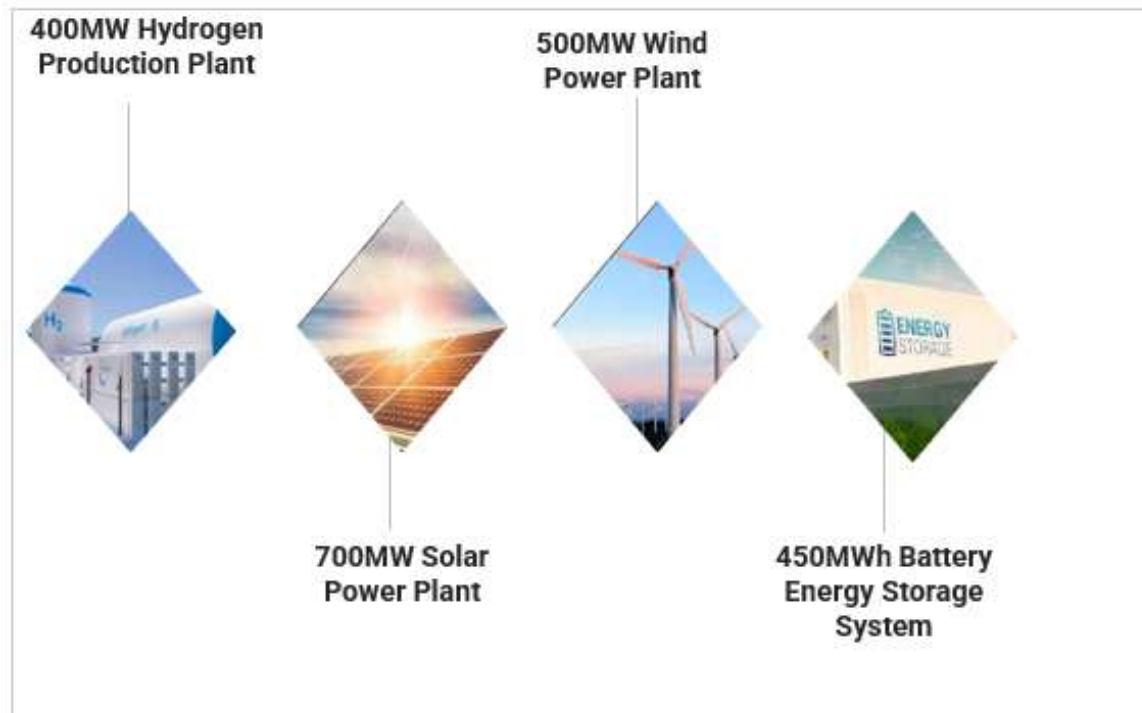 400MW Hydrogen
Production Plant
500MW Wind
Power Plant
H2
ENERGY
STORAGE
700MW Solar
Power Plant
450MWh Battery
Energy Storage
System